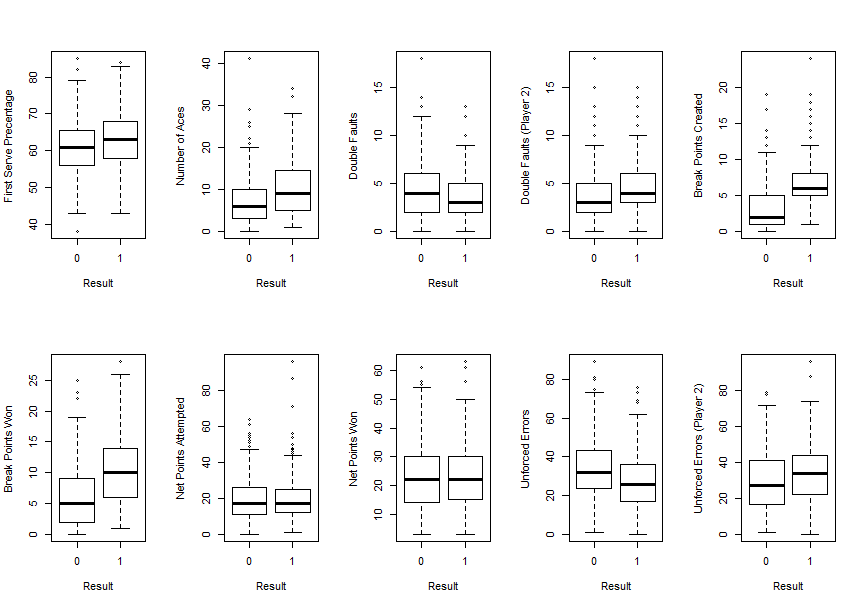 First Serve Precentage
40 50 60 70 80
0 1
Result
Number of Aces
0 10 20 30 40
0 1
Result
Double Faults
0 5 10 15
0 1
Result
Double Faults (Player 2)
0 5 10 15
0 1
Result
Break Points Created
0 5 10 15 20
0 1
Result
Break Points Won
0 5 10 15 20 25
0 1
Result
Net Points Attempted
0 20 40 60 80
0 1
Result
Net Points Won
10 20 30 40 50 60
0 1
Result
Unforced Errors
0 20 40 60 80
0 1
Result
Unforced Errors (Player 2)
0 20 40 60 80
0 1
Result